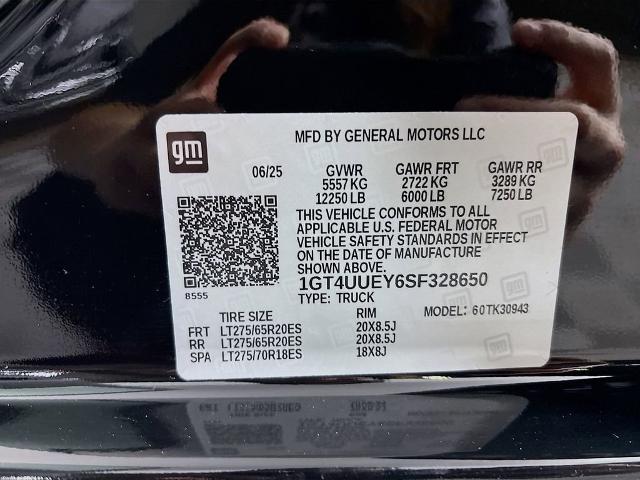 MFD BY GENERAL MOTORS LLC
gm
06/25 GVWR GAWR FRT GAWR RR
5557 KG 2722 KG 3289 KG
12250 LB 6000 LB 7250 LB
THIS VEHICLE CONFORMS TO ALL
APPLICABLE U.S. FEDERAL MOTOR
VEHICLE SAFETY STANDARDS IN EFFECT
ON THE DATE OF MANUFACTURE
SHOWN ABOVE.
8555
1GT4UUEY6SF328650
TYPE: TRUCK MODEL: 60TK30943
TIRE SIZE RIM
FRT LT275/65R20ES 20X8.5J
RR LT275/65R20ES 20X8.5J
SPA LT275/70R18ES 18X8J